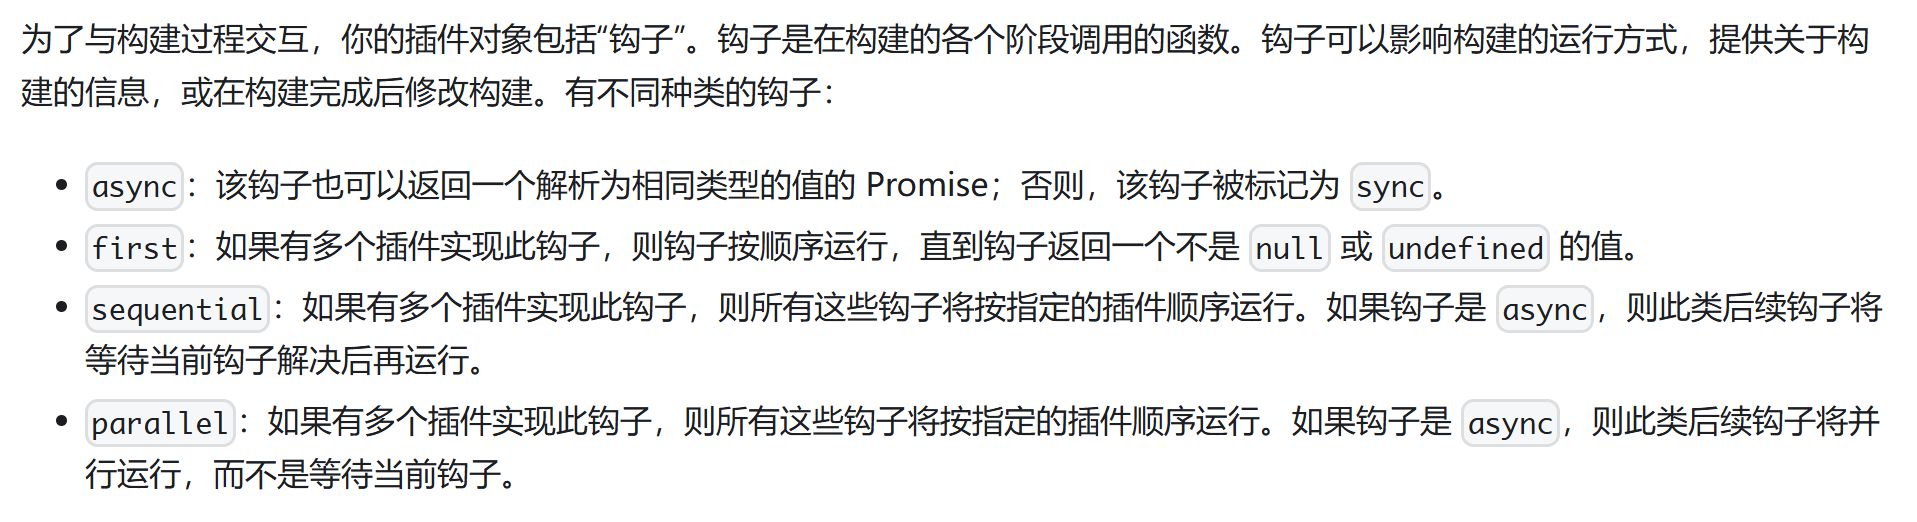 为了与构建过程交互，你的插件对象包括“钩子”。钩子是在构建的各个阶段调用的函数。钩子可以影响构建的运行方式，提供关于构
建的信息，或在构建完成后修改构建。有不同种类的钩子：
• async：该钩子也可以返回一个解析为相同类型的值的 Promise；否则，该钩子被标记为 sync。
• first：如果有多个插件实现此钩子，则钩子按顺序运行，直到钩子返回一个不是 null 或 undefined 的值。
• sequential：如果有多个插件实现此钩子，则所有这些钩子将按指定的插件顺序运行。如果钩子是 async，则此类后续钩子将
等待当前钩子解决后再运行。
• parallel：如果有多个插件实现此钩子，则所有这些钩子将按指定的插件顺序运行。如果钩子是 async，则此类后续钩子将并
行运行，而不是等待当前钩子。